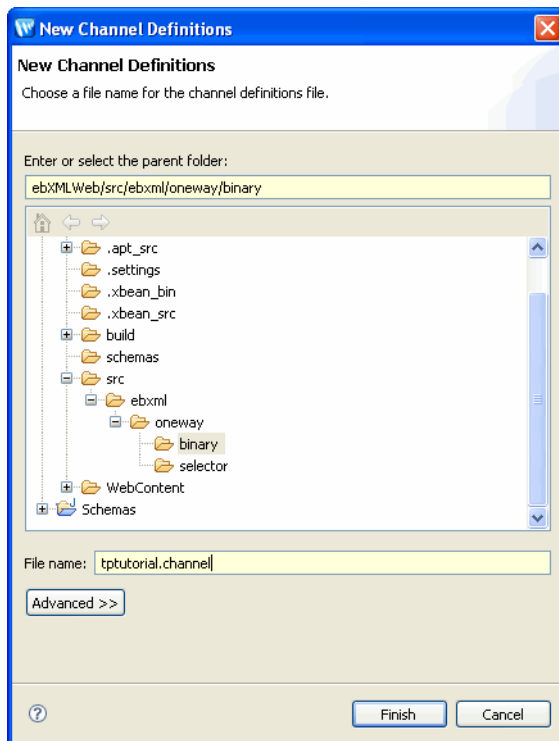 New Channel Definitions
New Channel Definitions
Choose a file name for the channel definitions file.
Enter or select the parent folder:
ebXMLWeb/src/ebxml/oneway/binary
.apt_src
.settings
.xbean_bin
.xbean_src
build
schemas
src
ebxml
oneway
binary
selector
WebContent
Schemas
File name: tptutorial.channel
Advanced >>
Finish Cancel